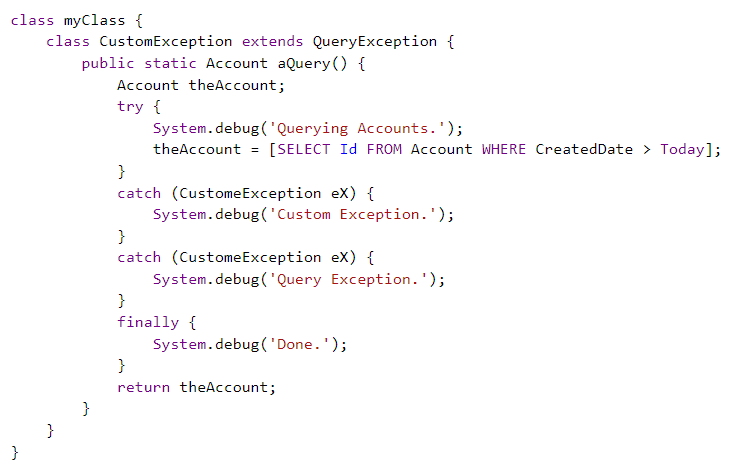 class myClass {
    class CustomException extends QueryException {
        public static Account aQuery() {
            Account theAccount;
            try {
                System.debug('Querying Accounts.');
                theAccount = [SELECT Id FROM Account WHERE CreatedDate > Today];
            }
            catch (CustomeException eX) {
                System.debug('Custom Exception.');
            }
            catch (CustomeException eX) {
                System.debug('Query Exception.');
            }
            finally {
                System.debug('Done.');
            }
            return theAccount;
        }
    }
}